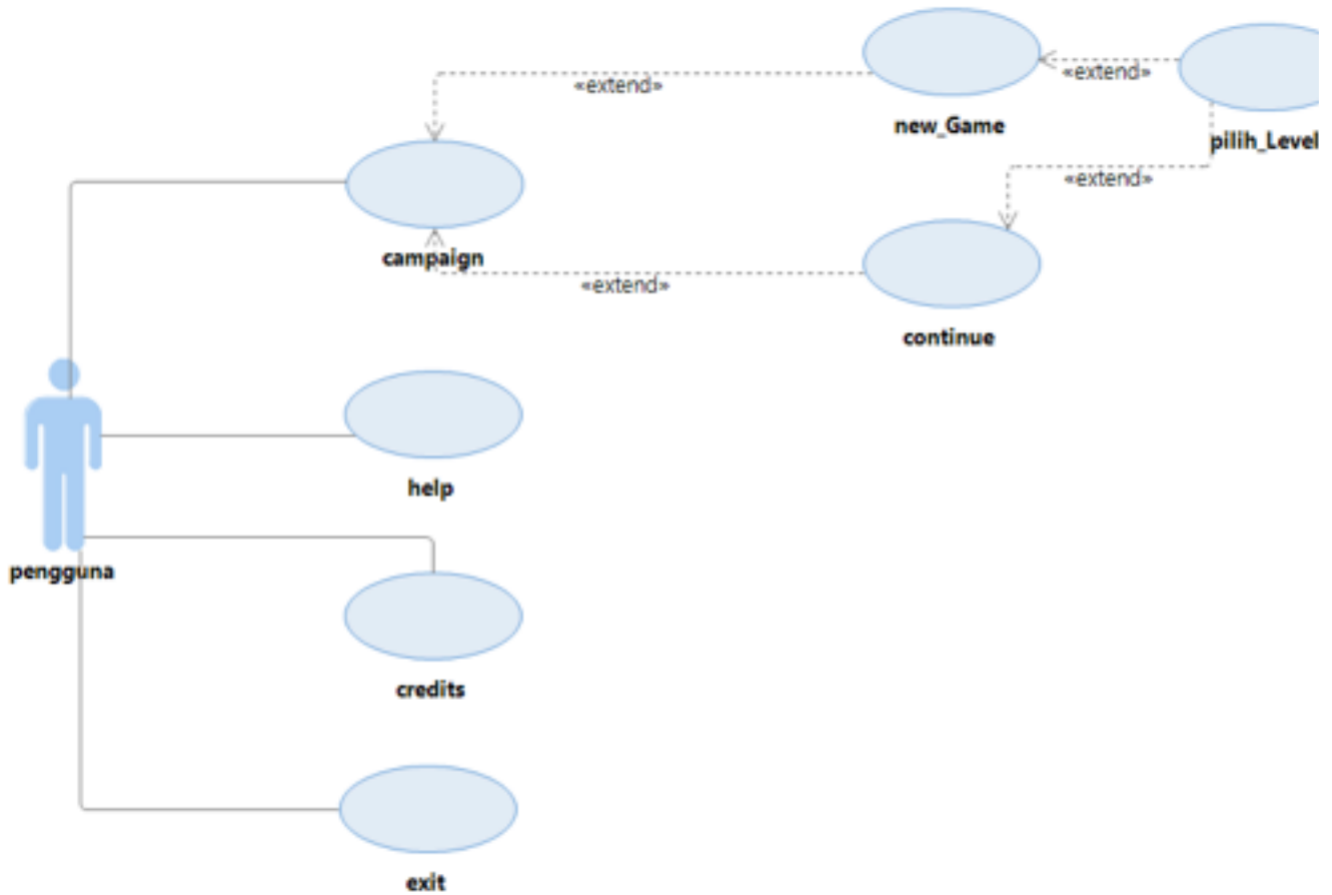 «extend»
«extend»
new_Game
pilih_Level
«extend»
campaign
«extend»
continue
help
pengguna
credits
exit